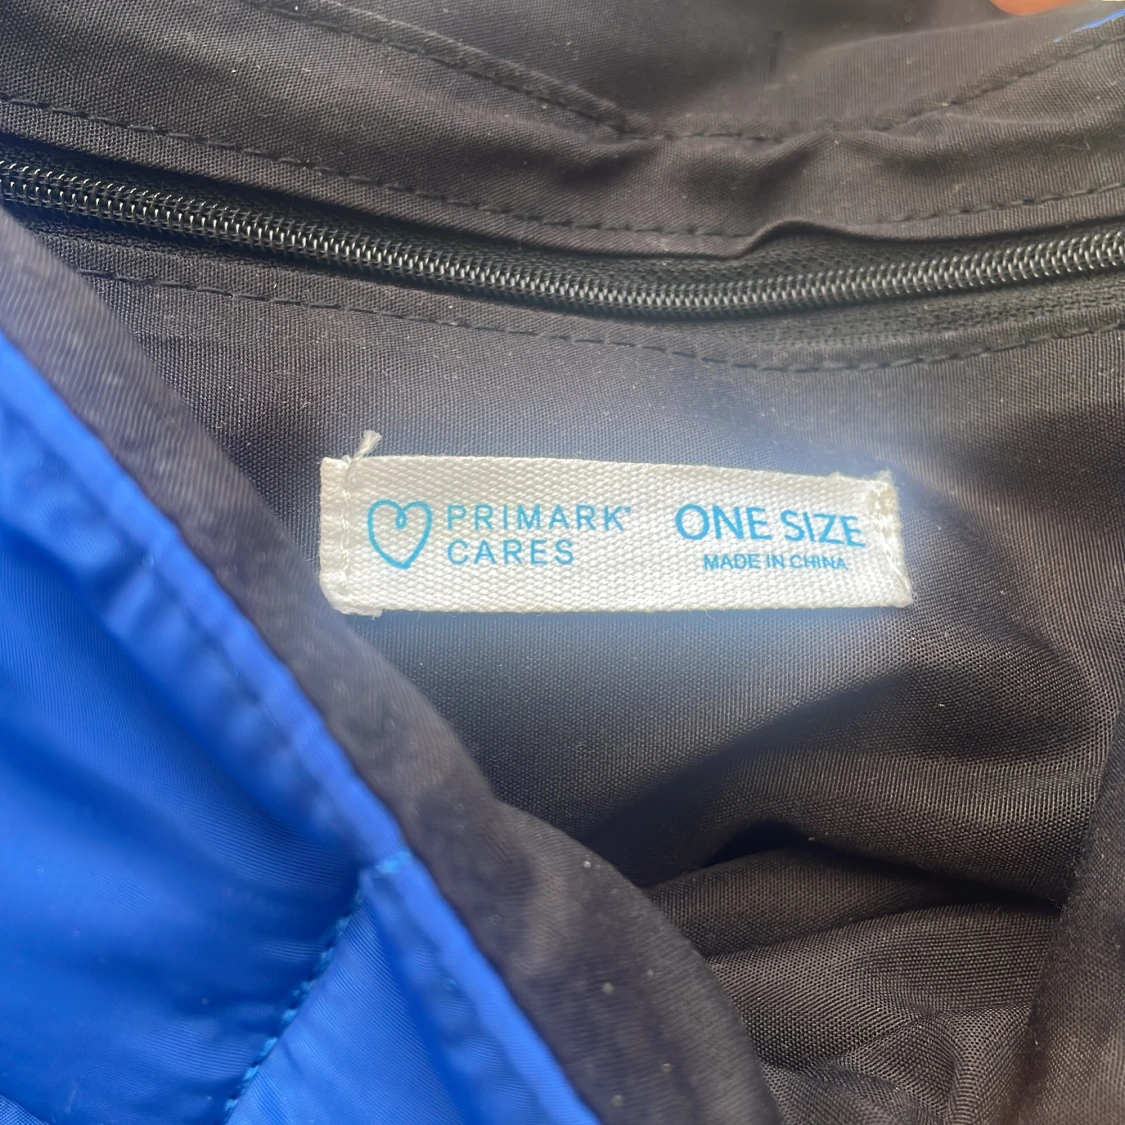 PRIMARK®
CARES
ONE SIZE
MADE IN CHINA